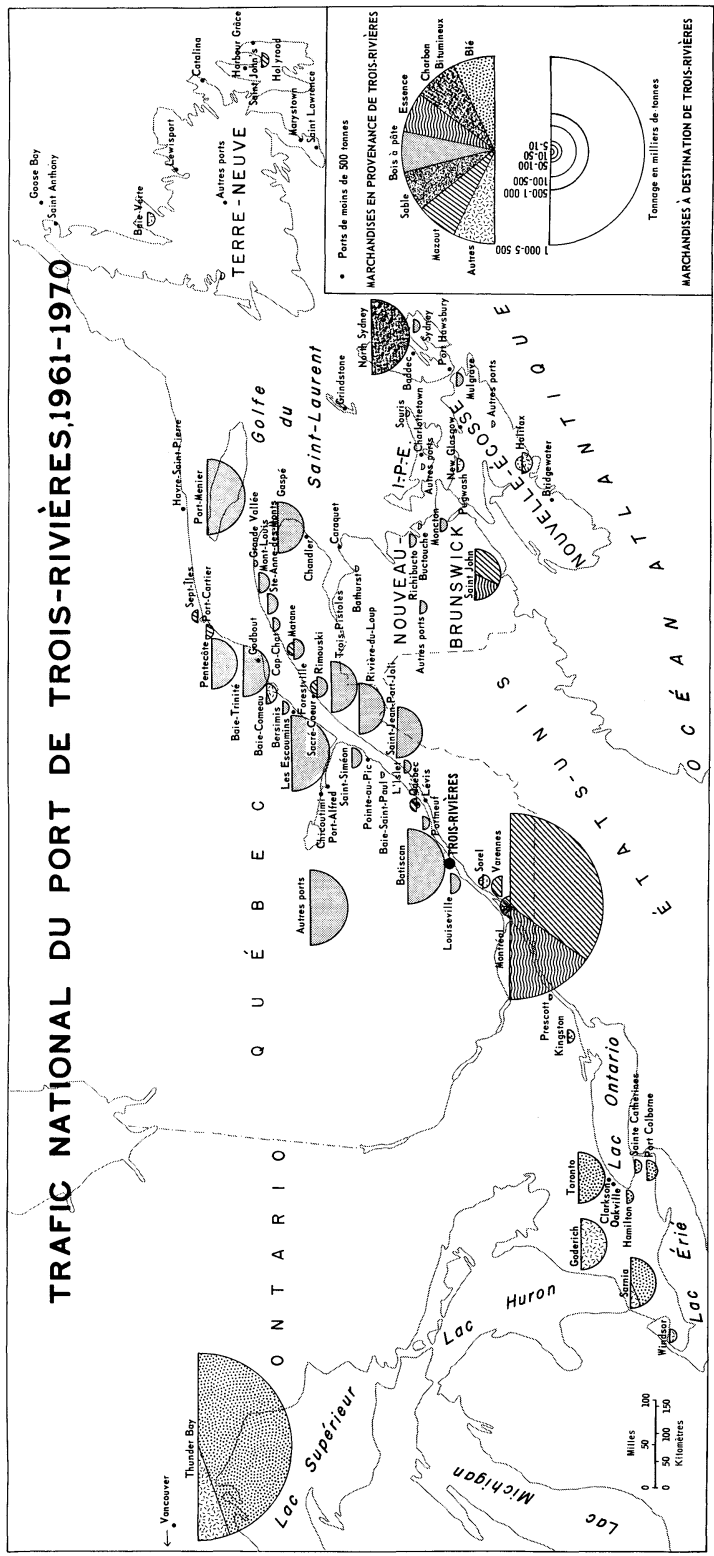 TRAFIC NATIONAL DU PORT DE TROIS-RIVIÈRES, 1961-1970
← Vancouver
Thunder Bay
ONTARIO
Lac Supérieur
Lac Michigan
Lac Huron
Lac Érié
Lac Ontario
Windsor
Sarnia
Goderich
Toronto
Clarkson
Oakville
Hamilton
Sainte Catherines
Port Colborne
Kingston
Prescott
Milles
0 50 100
0 50 100 150
Kilomètres
QUÉBEC
Autres ports
Montréal
Varennes
Sorel
Louiseville
TROIS-RIVIÈRES
Batiscan
Portneuf
Lévis
Québec
L'Islet
Baie-Saint-Paul
Pointe-au-Pic
Saint-Siméon
Saint-Jean-Port-Joli
Rivière-du-Loup
Trois-Pistoles
Chicoutimi
Port-Alfred
Les Escoumins
Sacré-Coeur
Forestville
Rimouski
Bersimis
Baie-Comeau
Baie-Trinité
Godbout
Cap-Chat
Matane
Pentecôte
Port-Cartier
Sept-Îles
Ste-Anne-des-Monts
Mont-Louis
Grande Vallée
Gaspé
Chandler
Port-Menier
Havre-Saint-Pierre
Golfe
du
Saint-Laurent
Grindstone
Caraquet
Bathurst
NOUVEAU-
BRUNSWICK
Autres ports
Richibucto
Buctouche
Moncton
Saint John
I-P-E.
Souris
Charlottetown
Autres ports
New Glasgow
Pugwash
NOUVELLE-ÉCOSSE
North Sydney
Sydney
Baddec
Port Hawsbury
Mulgrave
Autres ports
Halifax
Bridgewater
ÉTATS-UNIS
OCÉAN ATLANTIQUE
Goose Bay
Saint Anthony
Baie-Verte
Lewisport
Autres ports
TERRE-NEUVE
Catalina
Harbour Grâce
Saint John's
Holyrood
Marystown
Saint Lawrence
• Ports de moins de 500 tonnes
MARCHANDISES EN PROVENANCE DE TROIS-RIVIÈRES
Autres
Mazout
Sable
Bois à pâte
Essence
Charbon
Bitumineux
Blé
5-10
10-50
50-100
100-500
500-1 000
1 000-5 500
Tonnage en milliers de tonnes
MARCHANDISES À DESTINATION DE TROIS-RIVIÈRES